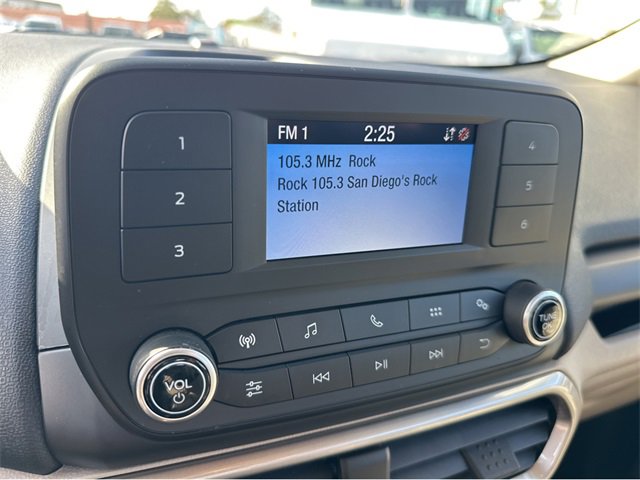 FM 1 2:25
105.3 MHz Rock
Rock 105.3 San Diego's Rock
Station
1
2
3
4
5
6
VOL
TUNE
OK